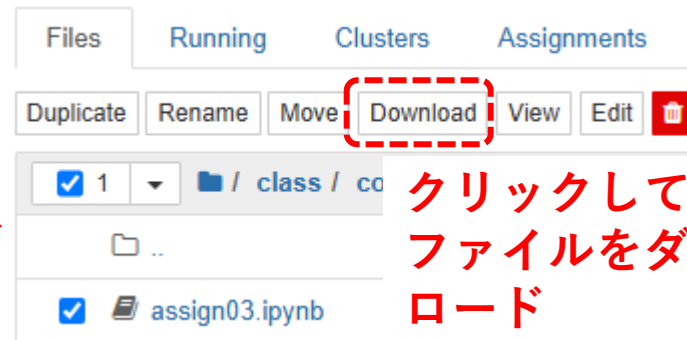 Files Running Clusters Assignments
Duplicate Rename Move Download View Edit
1 / class / co
クリックして
..
ファイルをダ
assign03.ipynb
ロード